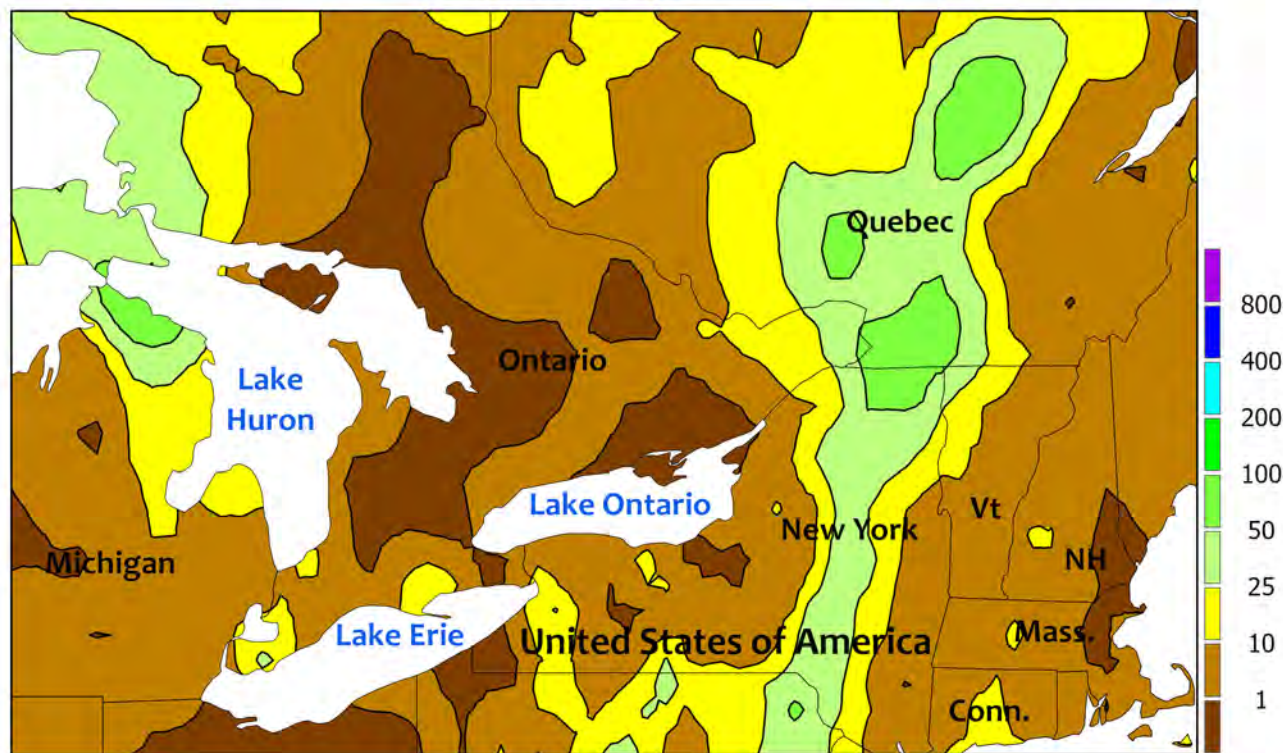 Quebec
Ontario
Lake
Huron
Lake Ontario
New York
Vt
Michigan
NH
Lake Erie
United States of America
Mass.
Conn.
800
400
200
100
50
25
10
1